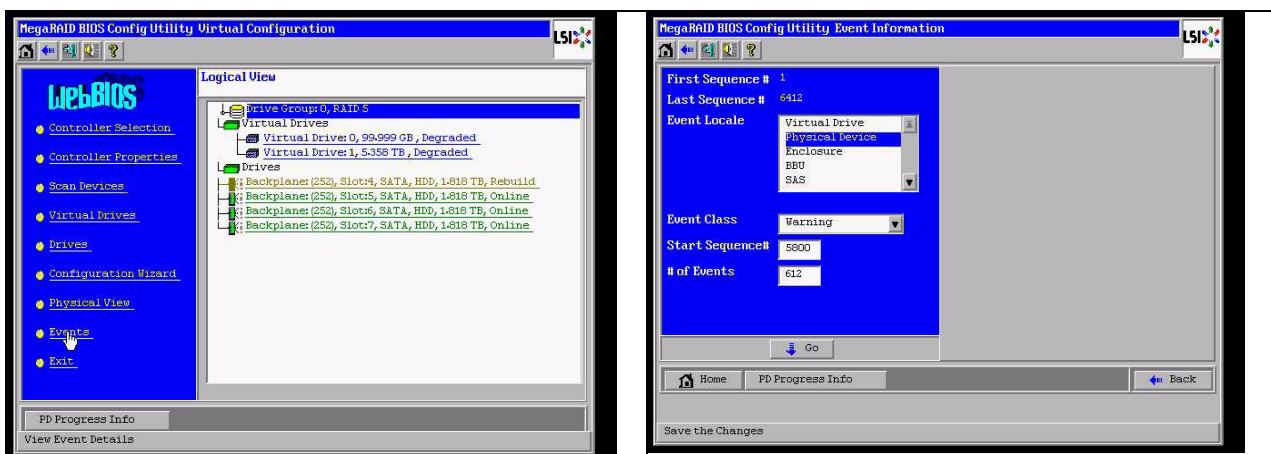 MegaRAID BIOS Config Utility Virtual Configuration
LSI
WebBIOS
Controller Selection
Controller Properties
Scan Devices
Virtual Drives
Drives
Configuration Wizard
Physical View
Events
Exit
Logical View
Drive Group: 0, RAID 5
Virtual Drives
Virtual Drive: 0, 99.999 GB, Degraded
Virtual Drive: 1, 5.358 TB, Degraded
Drives
Backplane: (252), Slot:4, SATA, HDD, 1.818 TB, Rebuild
Backplane: (252), Slot:5, SATA, HDD, 1.818 TB, Online
Backplane: (252), Slot:6, SATA, HDD, 1.818 TB, Online
Backplane: (252), Slot:7, SATA, HDD, 1.818 TB, Online
PD Progress Info
View Event Details
MegaRAID BIOS Config Utility Event Information
LSI
First Sequence # 1
Last Sequence # 6412
Event Locale
Virtual Drive
Physical Device
Enclosure
BBU
SAS
Event Class Warning
Start Sequence# 5800
# of Events 612
Go
Home PD Progress Info Back
Save the Changes